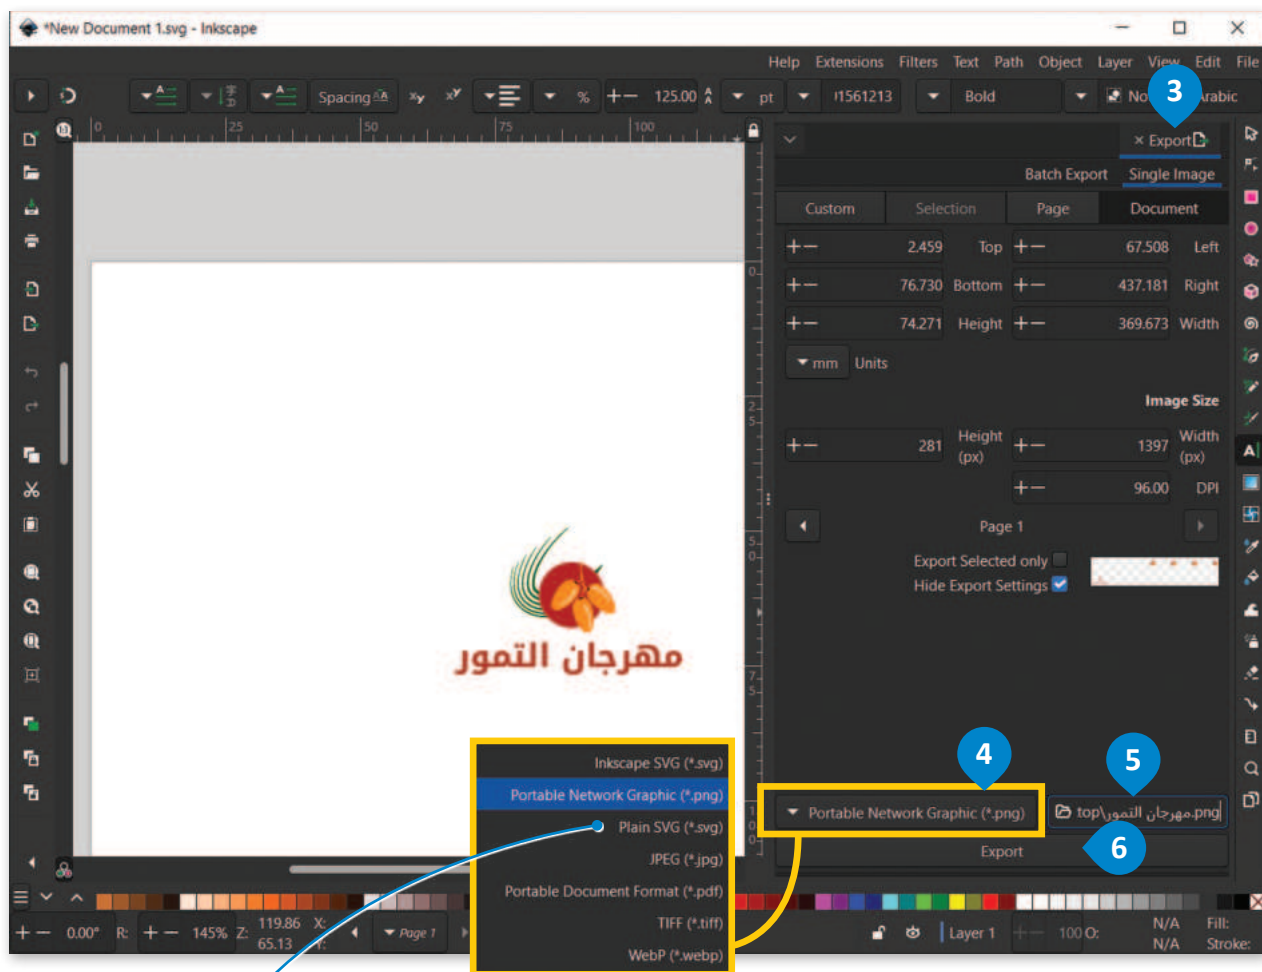 *New Document 1.svg - Inkscape
Help Extensions Filters Text Path Object Layer View Edit File
Spacing % 125.00 pt 1561213 Bold
3
0 25 50 75 100
Export
Batch Export Single Image
Custom Selection Page Document
2.459 Top 67.508 Left
76.730 Bottom 437.181 Right
74.271 Height 369.673 Width
mm Units
Image Size
281 Height (px) 1397 Width (px)
96.00 DPI
Page 1
Export Selected only
Hide Export Settings
مهرجان التمور
4
5
Portable Network Graphic (*.png)
top\مهرجان التمور.png
Export
6
Inkscape SVG (*.svg)
Portable Network Graphic (*.png)
Plain SVG (*.svg)
JPEG (*.jpg)
Portable Document Format (*.pdf)
TIFF (*.tiff)
WebP (*.webp)
0.00° R: 145% Z: 119.86 X:
65.13 Y:
Page 1
Layer 1 100 O: N/A Fill:
N/A Stroke: